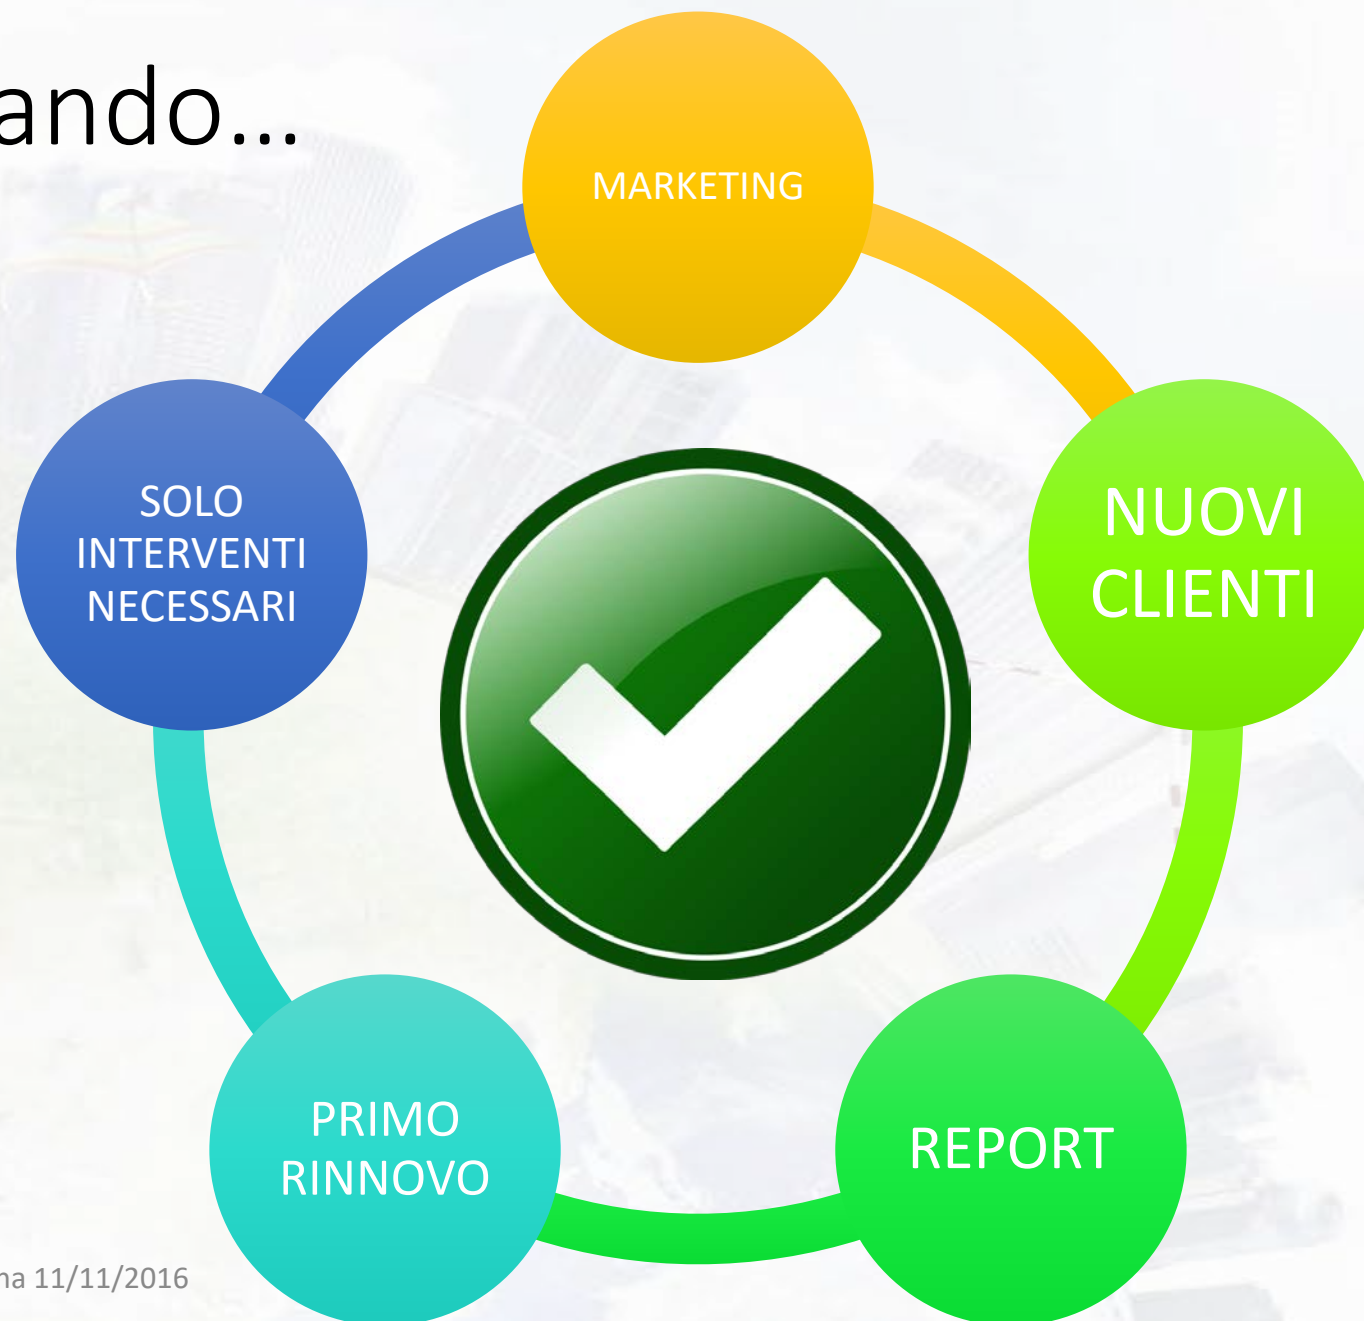 ando...
MARKETING
NUOVI
CLIENTI
REPORT
PRIMO
RINNOVO
SOLO
INTERVENTI
NECESSARI
na 11/11/2016